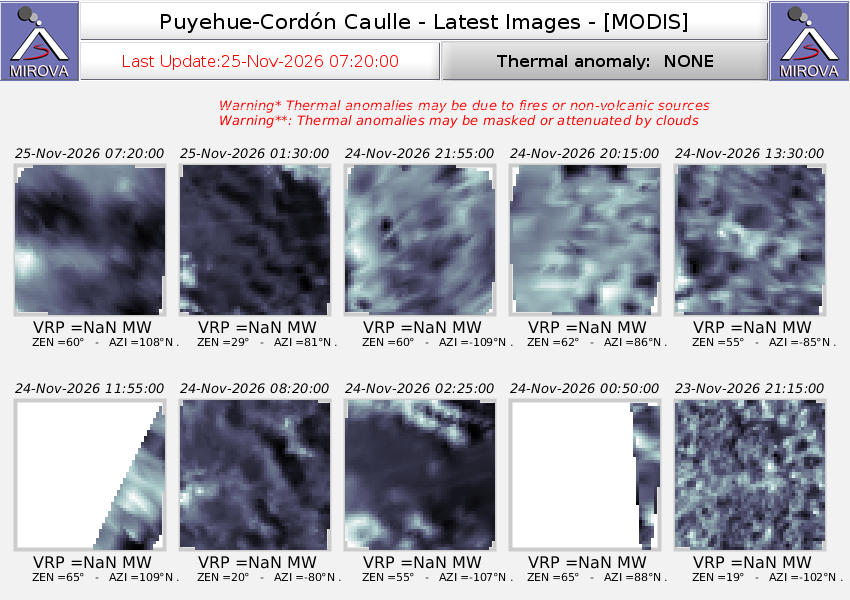 Puyehue-Cordón Caulle - Latest Images - [MODIS]
MIROVA
Last Update:25-Nov-2026 07:20:00
Thermal anomaly: NONE
MIROVA
Warning* Thermal anomalies may be due to fires or non-volcanic sources
Warning**: Thermal anomalies may be masked or attenuated by clouds
25-Nov-2026 07:20:00 25-Nov-2026 01:30:00 24-Nov-2026 21:55:00 24-Nov-2026 20:15:00 24-Nov-2026 13:30:00
VRP =NaN MW VRP =NaN MW VRP =NaN MW VRP =NaN MW VRP =NaN MW
ZEN =60° - AZI =108°N . ZEN =29° - AZI =81°N . ZEN =60° - AZI =-109°N . ZEN =62° - AZI =86°N . ZEN =55° - AZI =-85°N .
24-Nov-2026 11:55:00 24-Nov-2026 08:20:00 24-Nov-2026 02:25:00 24-Nov-2026 00:50:00 23-Nov-2026 21:15:00
VRP =NaN MW VRP =NaN MW VRP =NaN MW VRP =NaN MW VRP =NaN MW
ZEN =65° - AZI =109°N . ZEN =20° - AZI =-80°N . ZEN =55° - AZI =-107°N . ZEN =65° - AZI =88°N . ZEN =19° - AZI =-102°N .